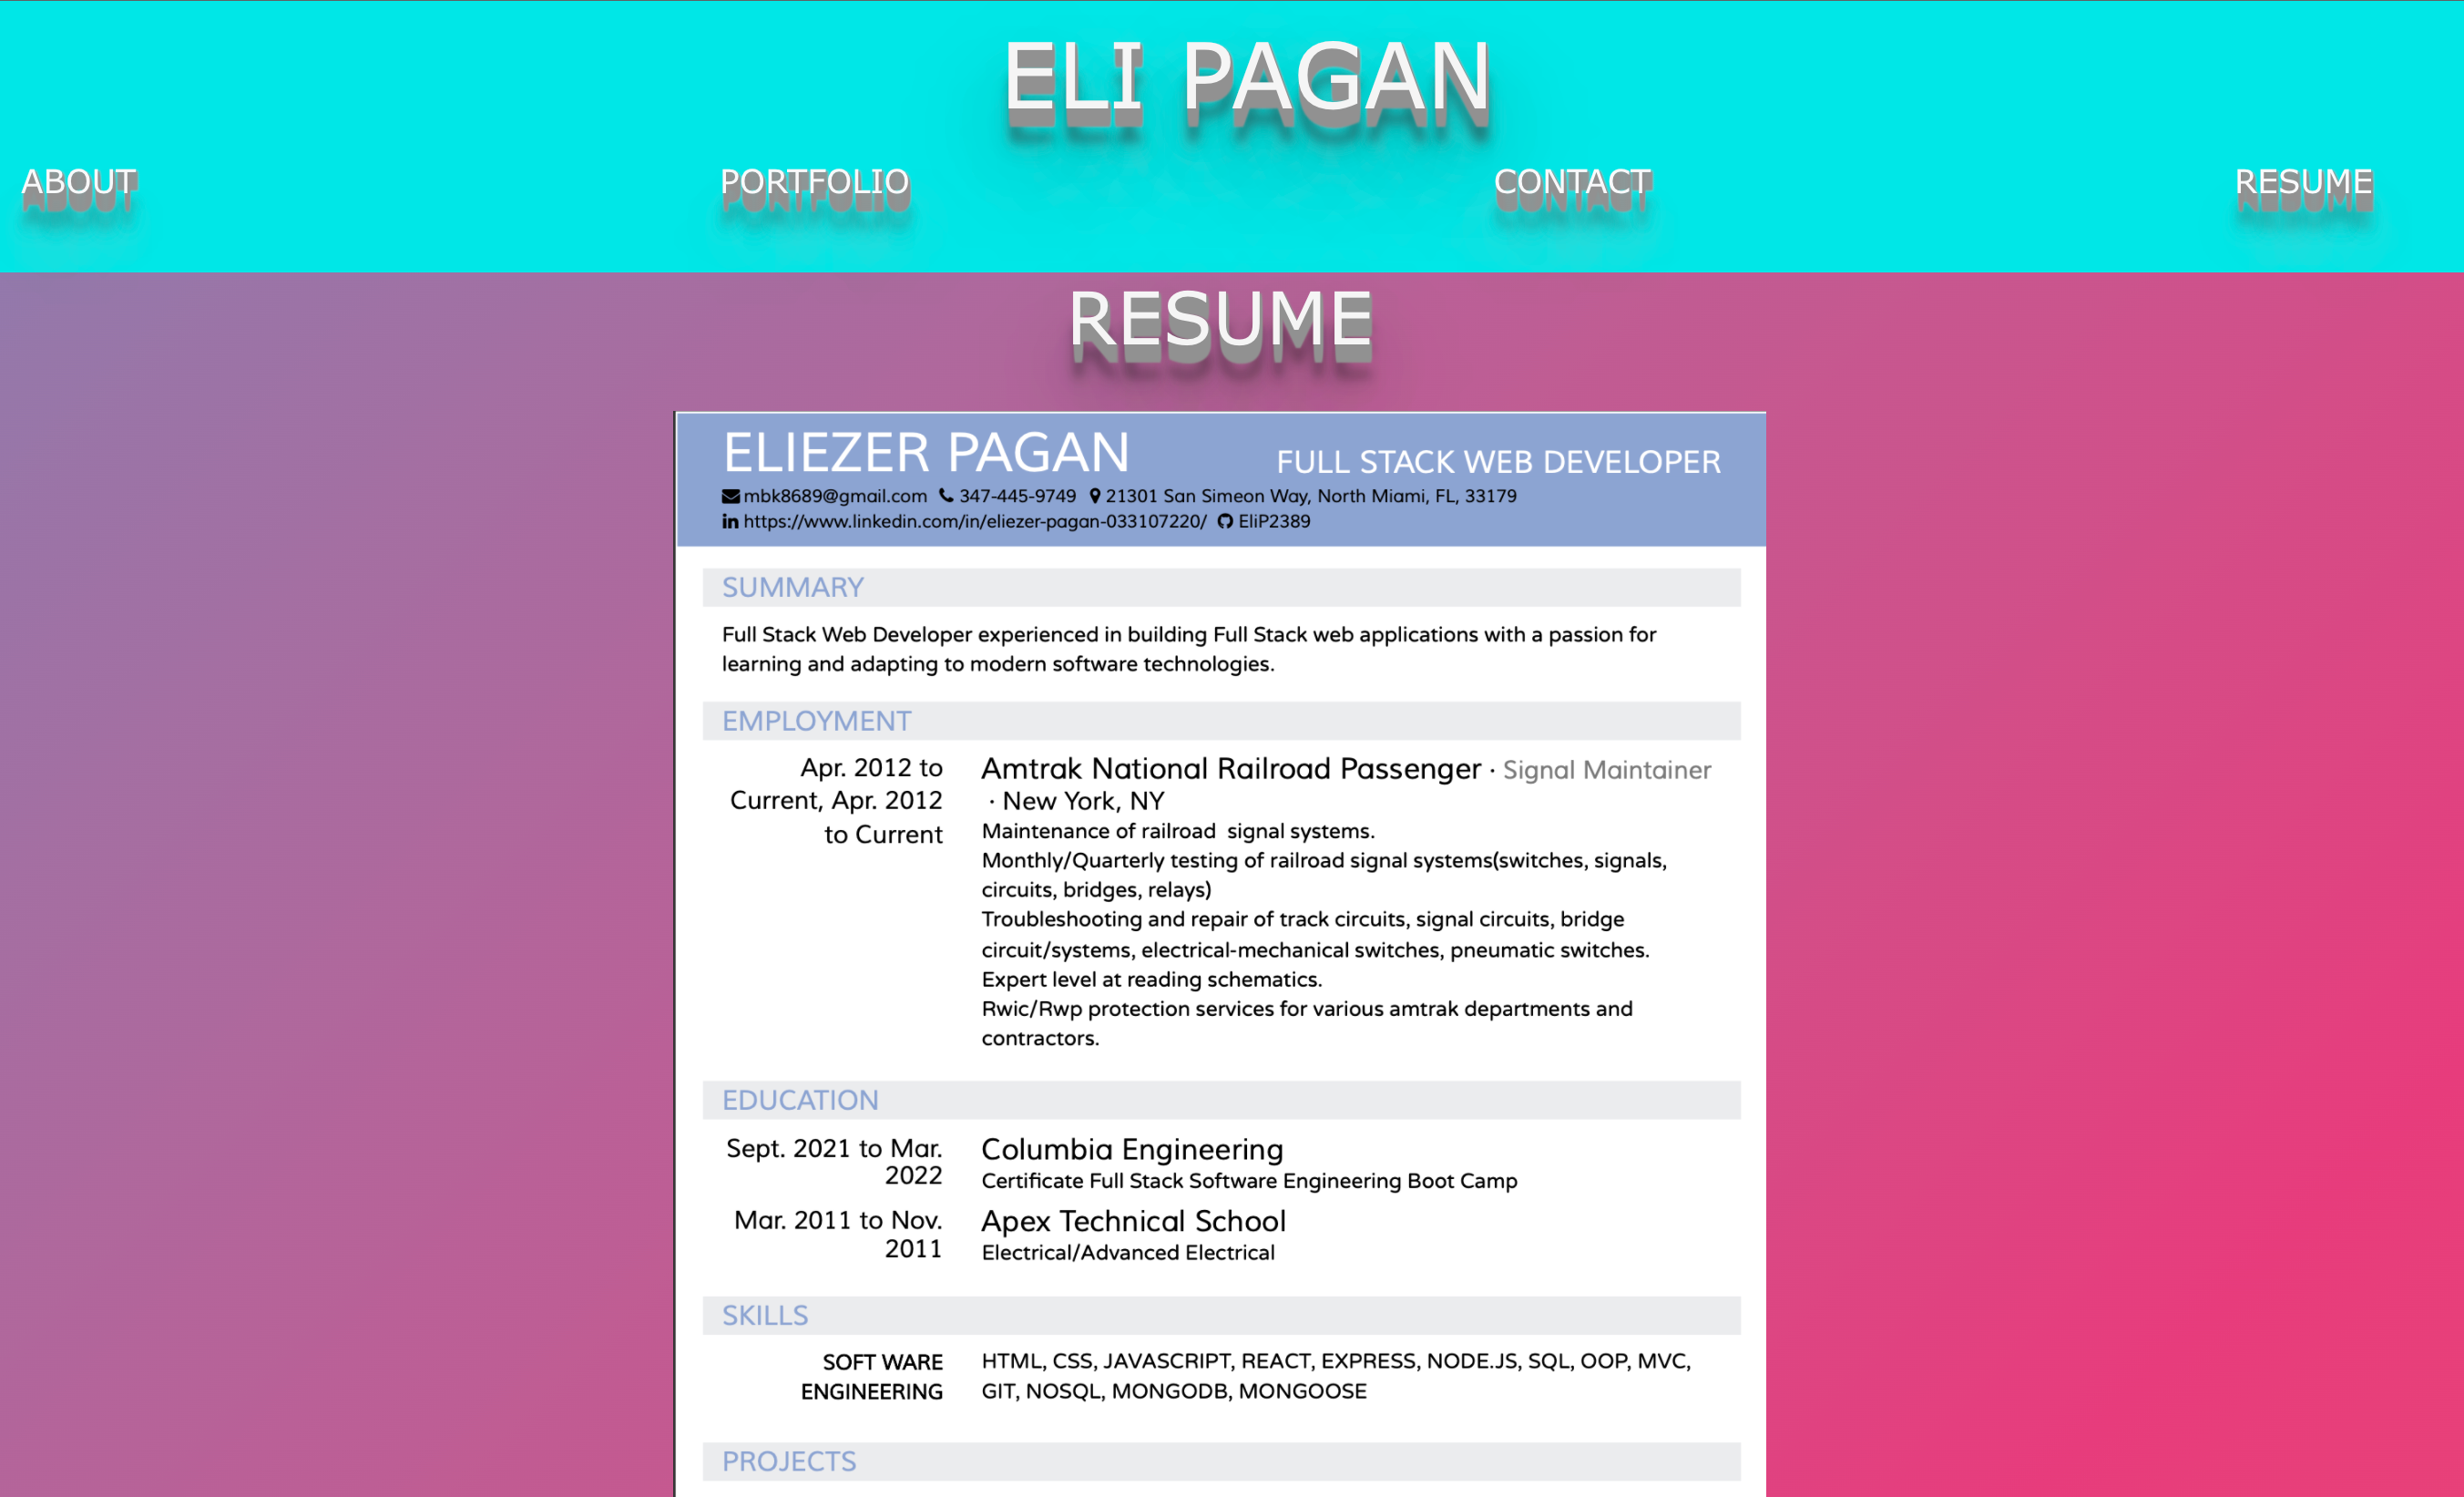 ELI PAGAN
ABOUT PORTFOLIO CONTACT RESUME
RESUME
ELIEZER PAGAN FULL STACK WEB DEVELOPER
mbk8689@gmail.com 347-445-9749 21301 San Simeon Way, North Miami, FL, 33179
https://www.linkedin.com/in/eliezer-pagan-033107220/ EliP2389
SUMMARY
Full Stack Web Developer experienced in building Full Stack web applications with a passion for
learning and adapting to modern software technologies.
EMPLOYMENT
Apr. 2012 to
Current, Apr. 2012
to Current
Amtrak National Railroad Passenger · Signal Maintainer
· New York, NY
Maintenance of railroad  signal systems.
Monthly/Quarterly testing of railroad signal systems(switches, signals,
circuits, bridges, relays)
Troubleshooting and repair of track circuits, signal circuits, bridge
circuit/systems, electrical-mechanical switches, pneumatic switches.
Expert level at reading schematics.
Rwic/Rwp protection services for various amtrak departments and
contractors.
EDUCATION
Sept. 2021 to Mar.
2022
Columbia Engineering
Certificate Full Stack Software Engineering Boot Camp
Mar. 2011 to Nov.
2011
Apex Technical School
Electrical/Advanced Electrical
SKILLS
SOFT WARE
ENGINEERING
HTML, CSS, JAVASCRIPT, REACT, EXPRESS, NODE.JS, SQL, OOP, MVC,
GIT, NOSQL, MONGODB, MONGOOSE
PROJECTS